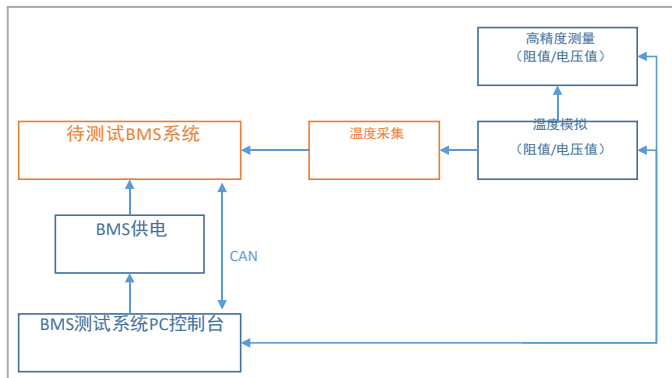 高精度测量
（阻值/电压值）
待测试BMS系统
温度采集
温度模拟
（阻值/电压值）
BMS供电
CAN
BMS测试系统PC控制台